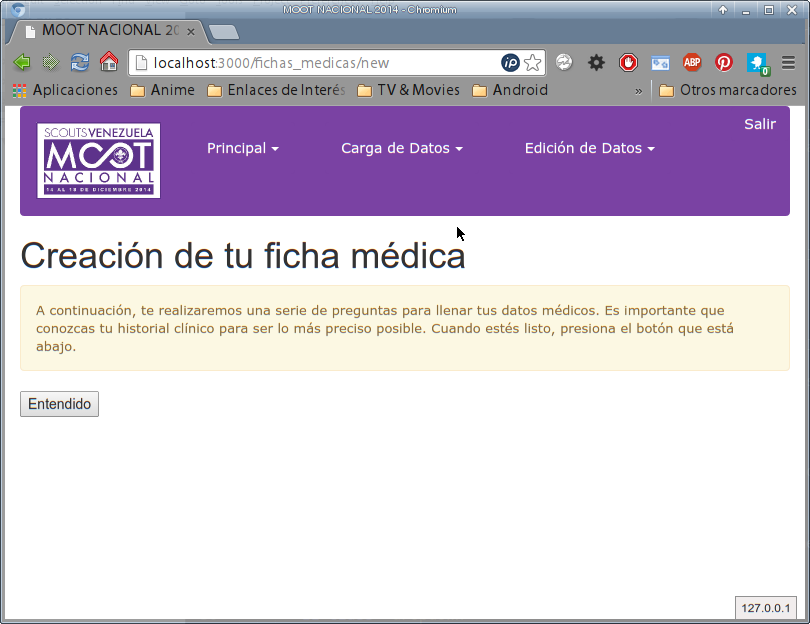 MOOT NACIONAL 2014 - Chromium
MOOT NACIONAL 20
localhost:3000/fichas_medicas/new
iP
ABP
0
Aplicaciones
Anime
Enlaces de Interés
TV & Movies
Android
»
Otros marcadores
SCOUTSVENEZUELA
MOOT
NACIONAL
14 AL 18 DE DICIEMBRE 2014
Principal
Carga de Datos
Edición de Datos
Salir
Creación de tu ficha médica
A continuación, te realizaremos una serie de preguntas para llenar tus datos médicos. Es importante que
conozcas tu historial clínico para ser lo más preciso posible. Cuando estés listo, presiona el botón que está
abajo.
Entendido
127.0.0.1